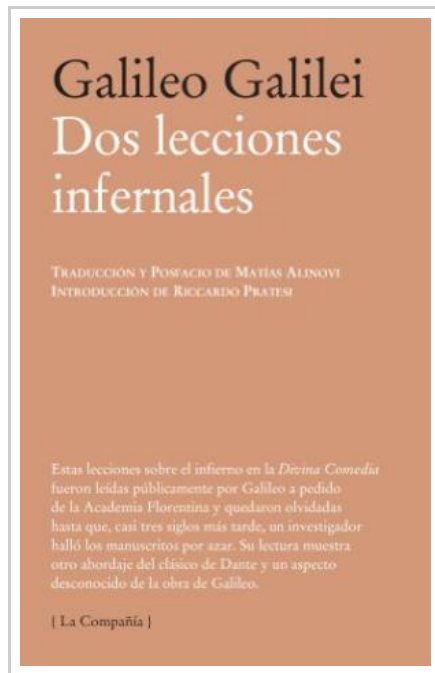 Galileo Galilei
Dos lecciones
infernales
Traducción y Posfacio de Matías Alinovi
Introducción de Riccardo Pratesi
Estas lecciones sobre el infierno en la Divina Comedia
fueron leídas públicamente por Galileo a pedido
de la Academia Florentina y quedaron olvidadas
hasta que, casi tres siglos más tarde, un investigador
halló los manuscritos por azar. Su lectura muestra
otro abordaje del clásico de Dante y un aspecto
desconocido de la obra de Galileo.
[ La Compañía ]